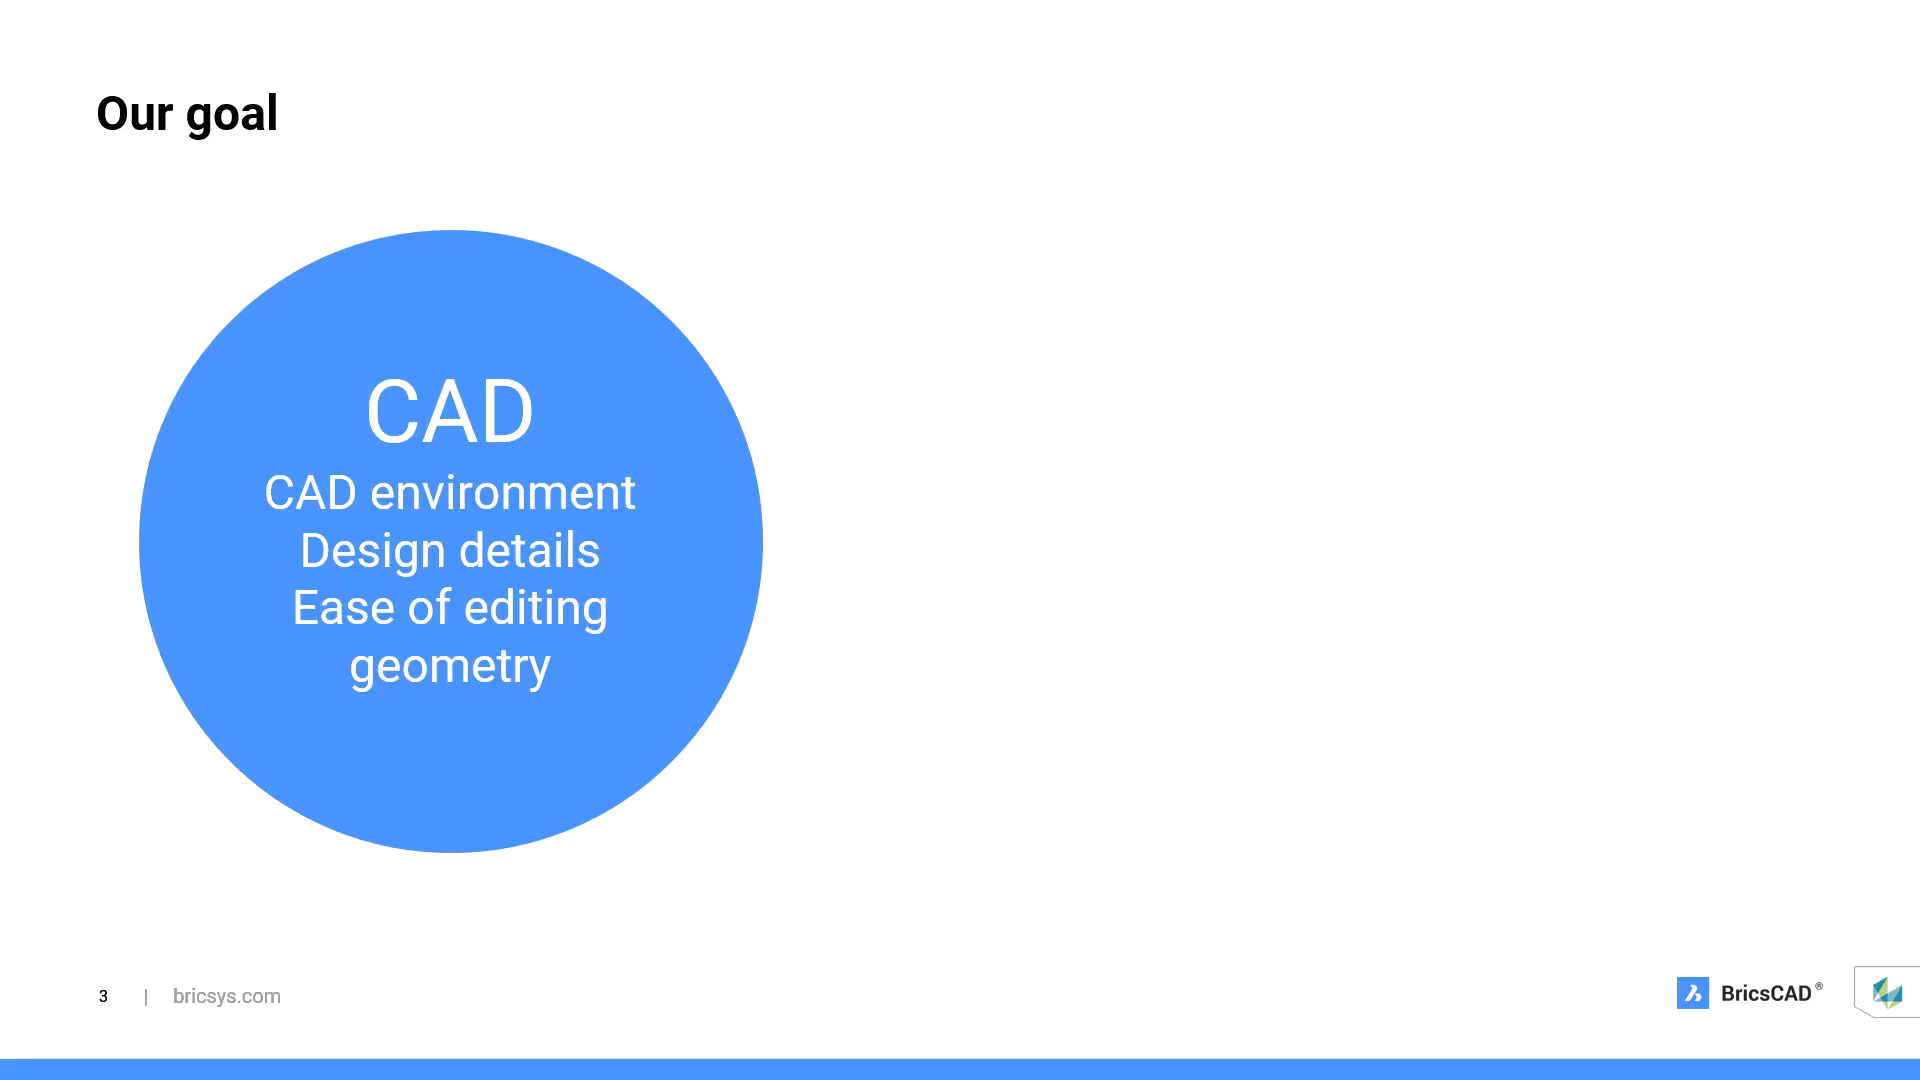 Our goal
CAD
CAD environment
Design details
Ease of editing
geometry
3 | bricsys.com
BricsCAD®